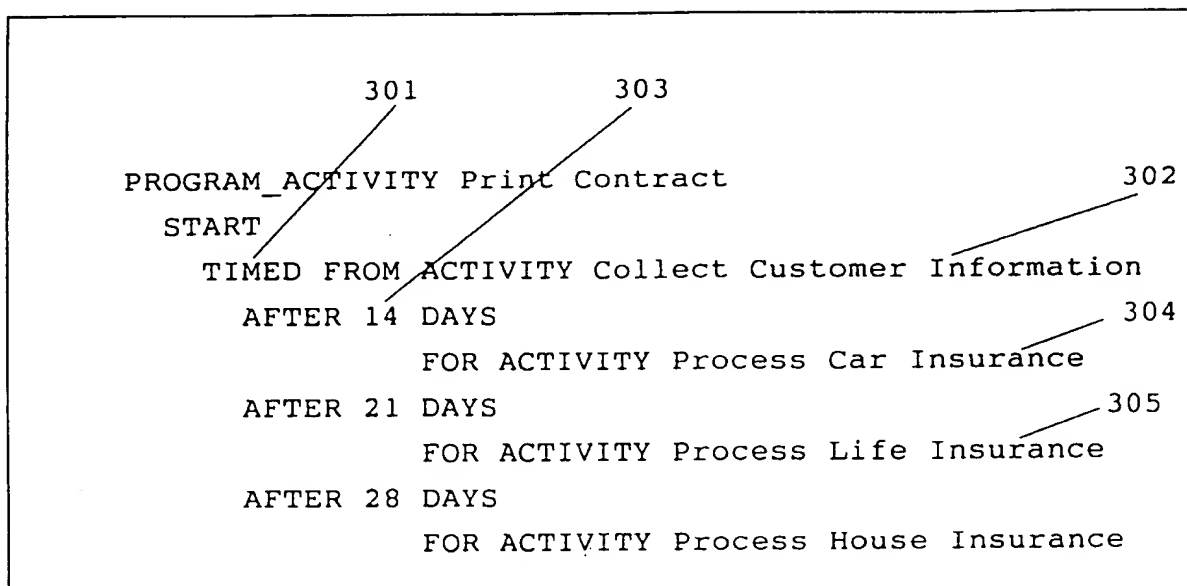 301 303
PROGRAM_ACTIVITY Print Contract 302
START
TIMED FROM ACTIVITY Collect Customer Information
AFTER 14 DAYS 304
FOR ACTIVITY Process Car Insurance
AFTER 21 DAYS 305
FOR ACTIVITY Process Life Insurance
AFTER 28 DAYS
FOR ACTIVITY Process House Insurance